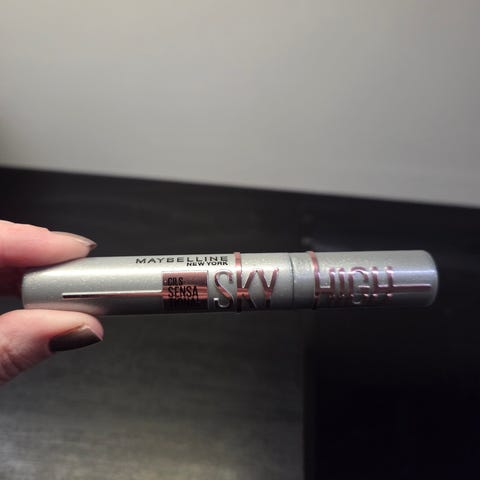 MAYBELLINE
NEW YORK
CILS
SENSA
SKY HIGH